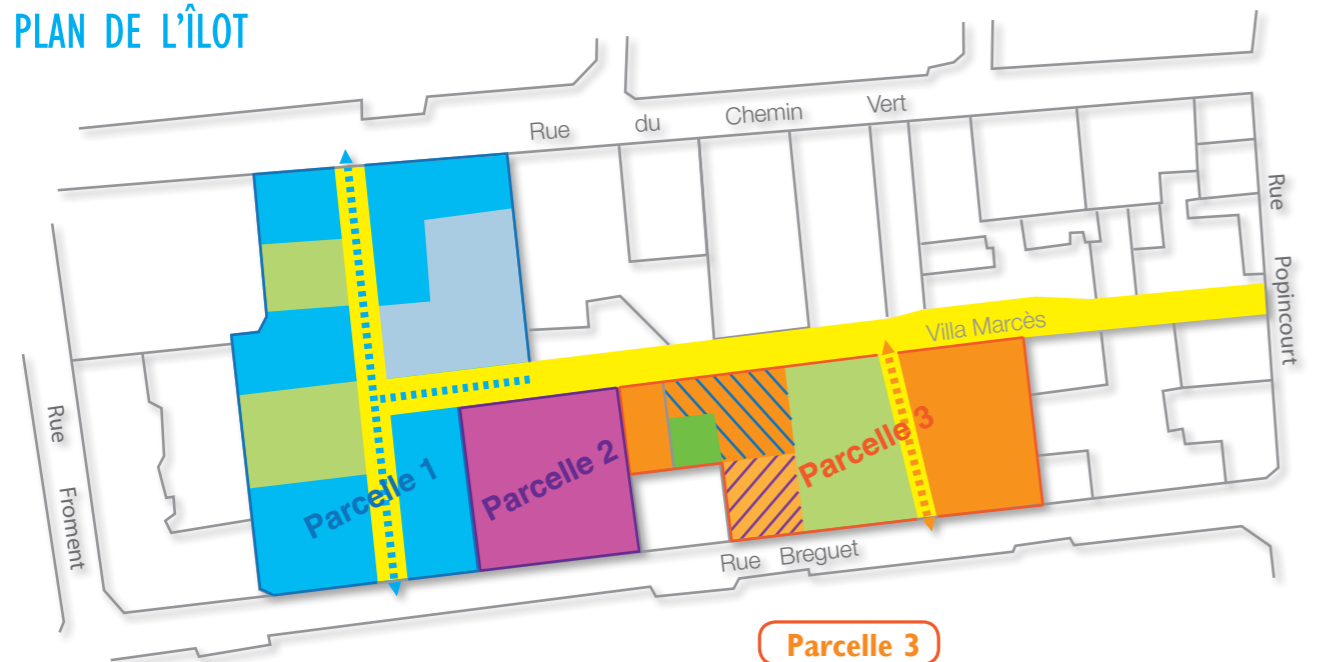 PLAN DE L'ÎLOT
Rue du Chemin Vert
Rue Popincourt
Villa Marcès
Rue Froment
Parcelle 1
Parcelle 2
Parcelle 3
Rue Breguet
Parcelle 3